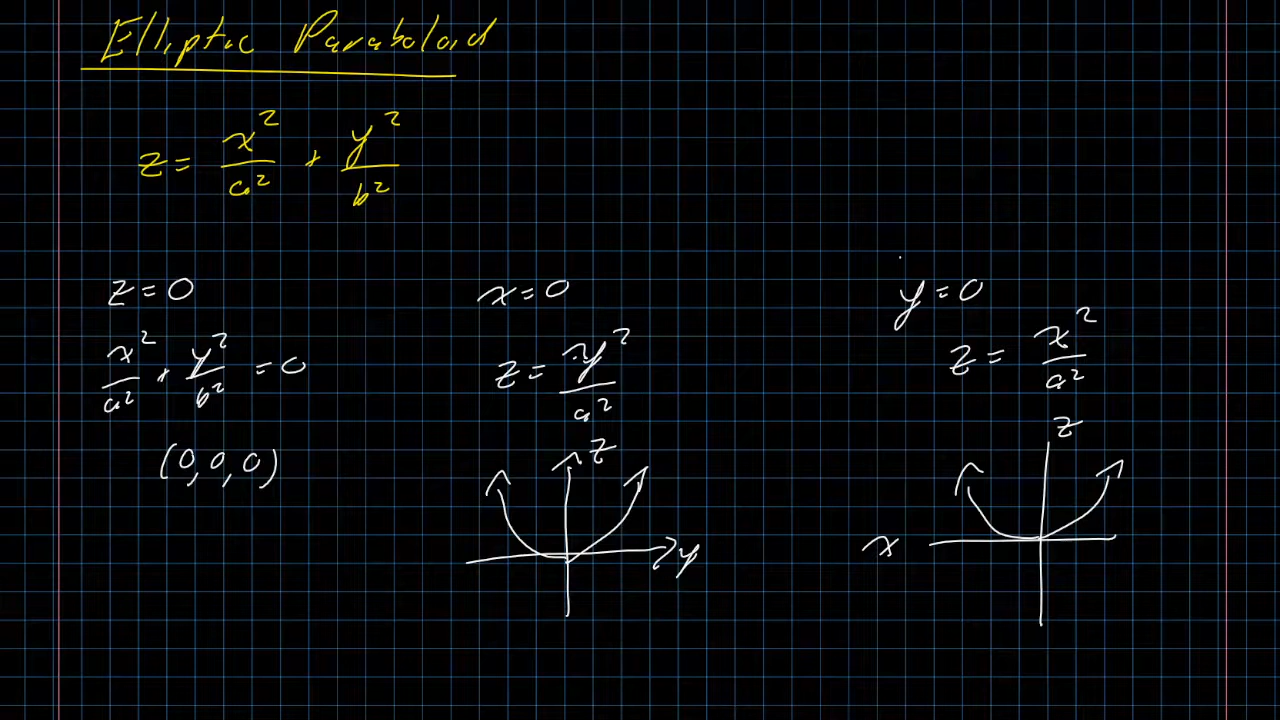 Elliptic Paraboloid
z = x²/a² + y²/b²
z = 0
x²/a² + y²/b² = 0
(0, 0, 0)
x = 0
z = y²/a²
z
y
y = 0
z = x²/a²
z
x